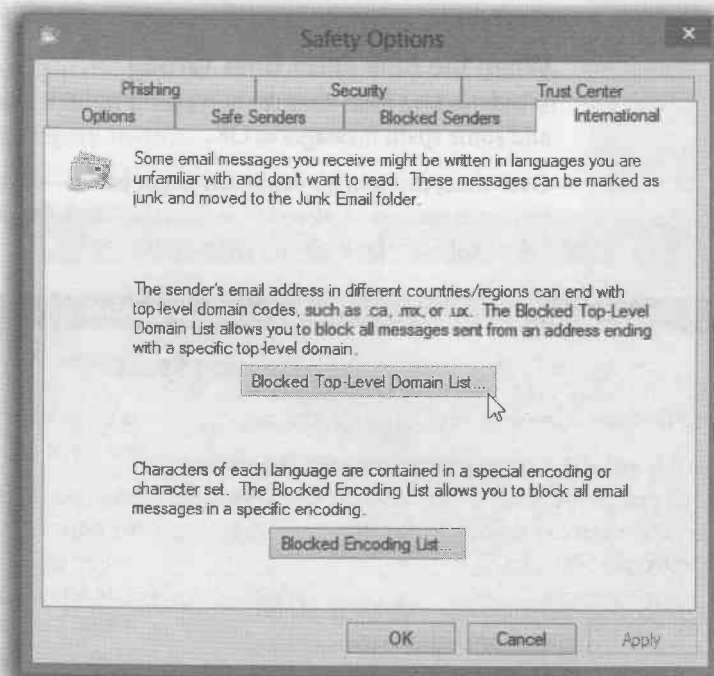 Safety Options
Phishing
Security
Trust Center
Options
Safe Senders
Blocked Senders
International
Some email messages you receive might be written in languages you are
unfamiliar with and don't want to read. These messages can be marked as
junk and moved to the Junk Email folder.
The sender's email address in different countries/regions can end with
top-level domain codes, such as .ca, .mx, or .ux. The Blocked Top-Level
Domain List allows you to block all messages sent from an address ending
with a specific top-level domain.
Blocked Top-Level Domain List...
Characters of each language are contained in a special encoding or
character set. The Blocked Encoding List allows you to block all email
messages in a specific encoding.
Blocked Encoding List...
OK
Cancel
Apply